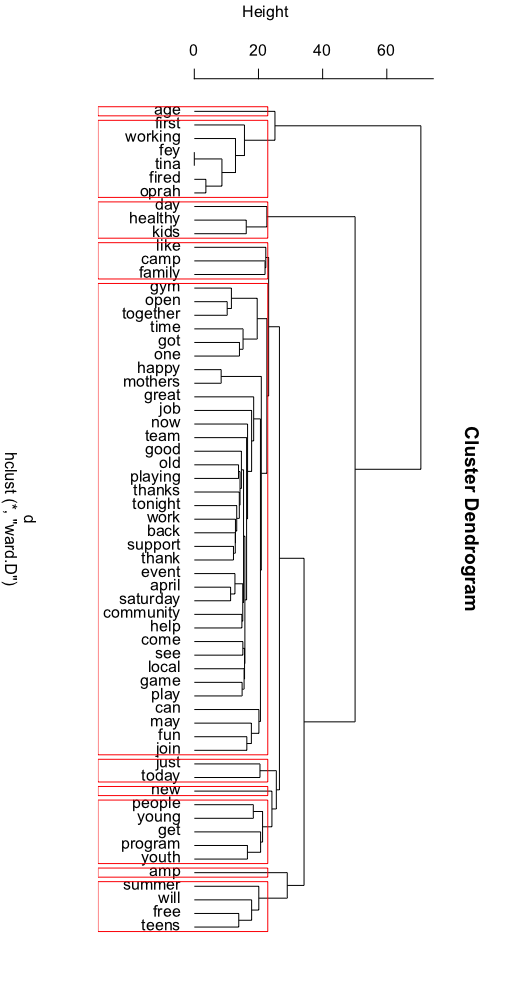 Height
0 20 40 60
age
first
working
fey
tina
fired
oprah
day
healthy
kids
like
camp
family
gym
open
together
time
got
one
happy
mothers
great
job
now
team
good
old
playing
thanks
tonight
work
back
support
thank
event
april
saturday
community
help
come
see
local
game
play
can
may
fun
join
just
today
new
people
young
get
program
youth
amp
summer
will
free
teens
Cluster Dendrogram
d
hclust (*, "ward.D")